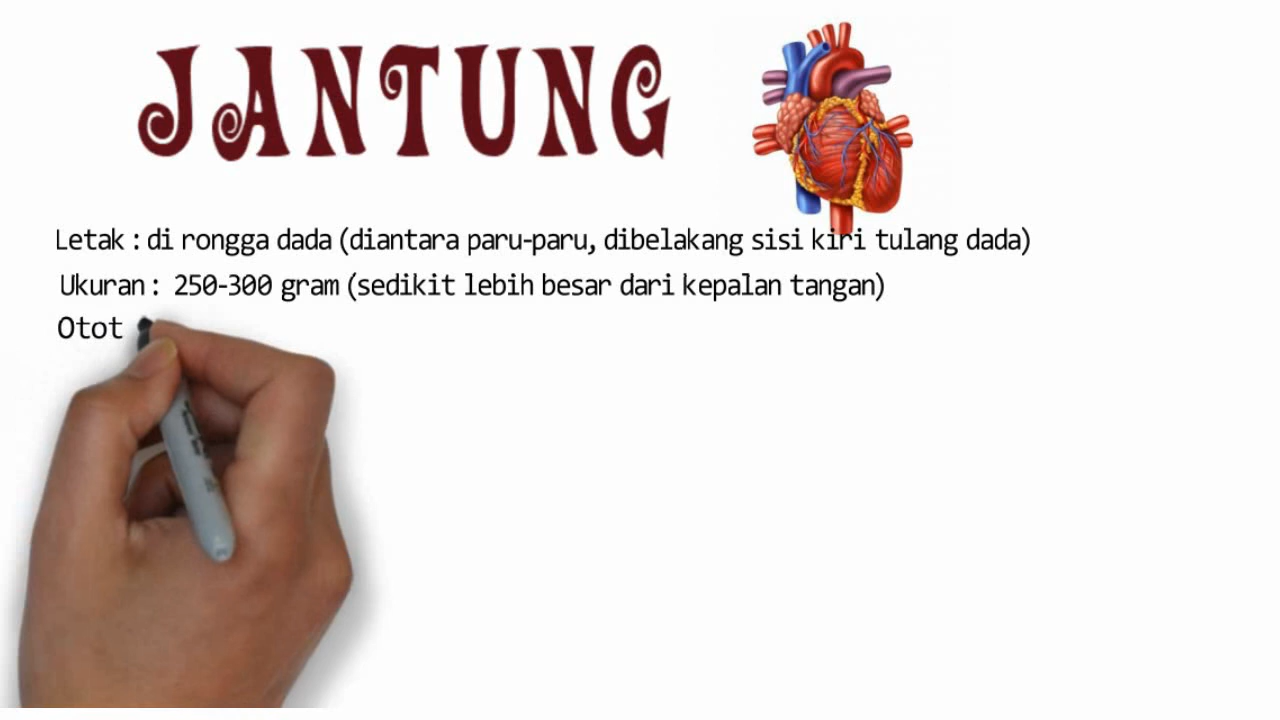 JANTUNG
Letak : di rongga dada (diantara paru-paru, dibelakang sisi kiri tulang dada)
Ukuran : 250-300 gram (sedikit lebih besar dari kepalan tangan)
Otot